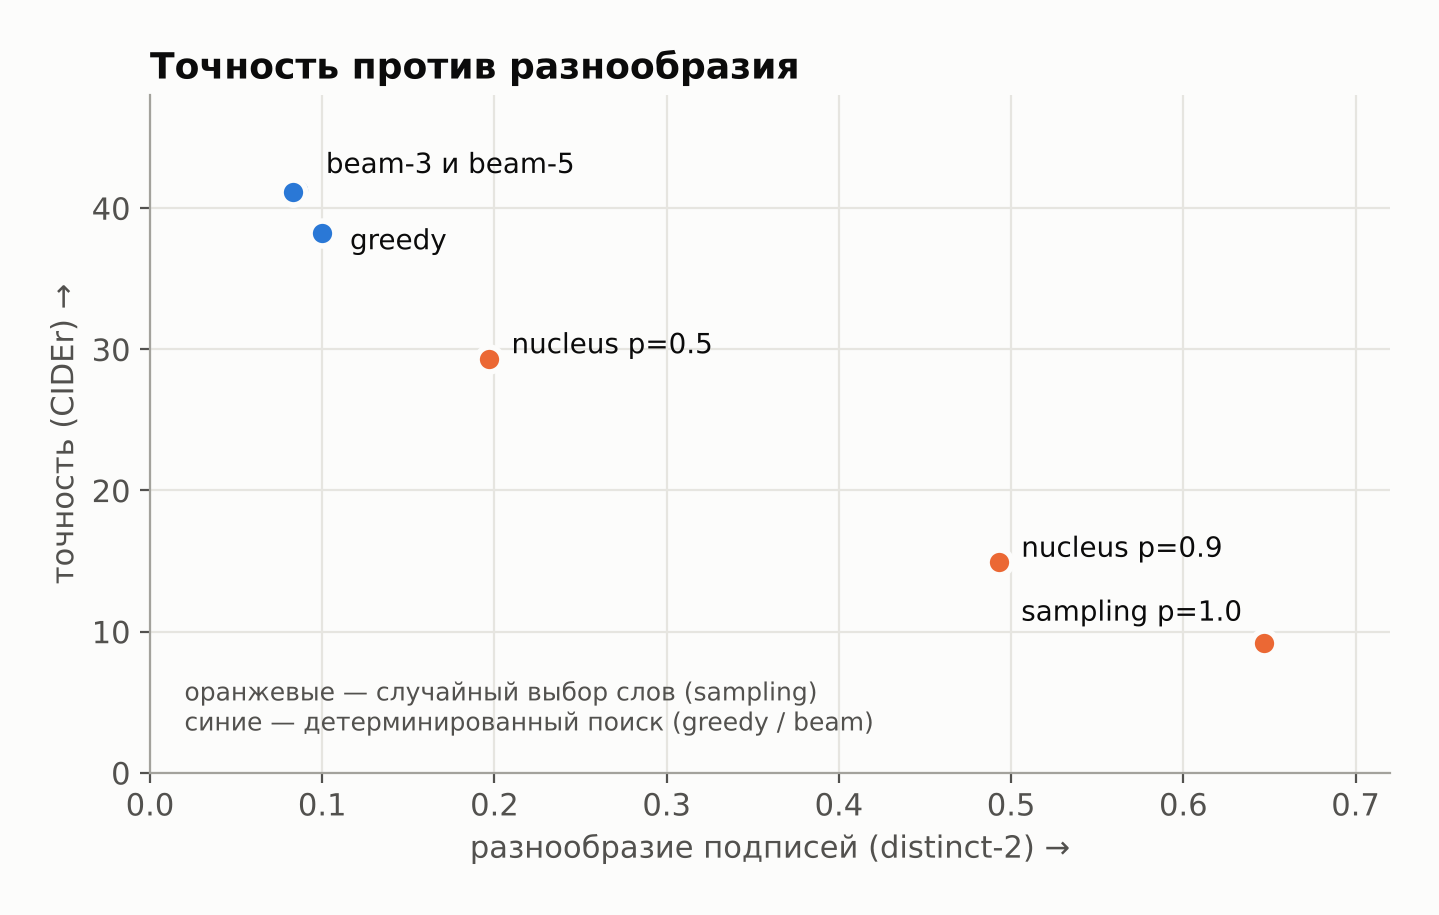 Точность против разнообразия
beam-3 и beam-5
greedy
nucleus p=0.5
nucleus p=0.9
sampling p=1.0
оранжевые — случайный выбор слов (sampling)
синие — детерминированный поиск (greedy / beam)
точность (CIDEr) →
40
30
20
10
0
0.0 0.1 0.2 0.3 0.4 0.5 0.6 0.7
разнообразие подписей (distinct-2) →